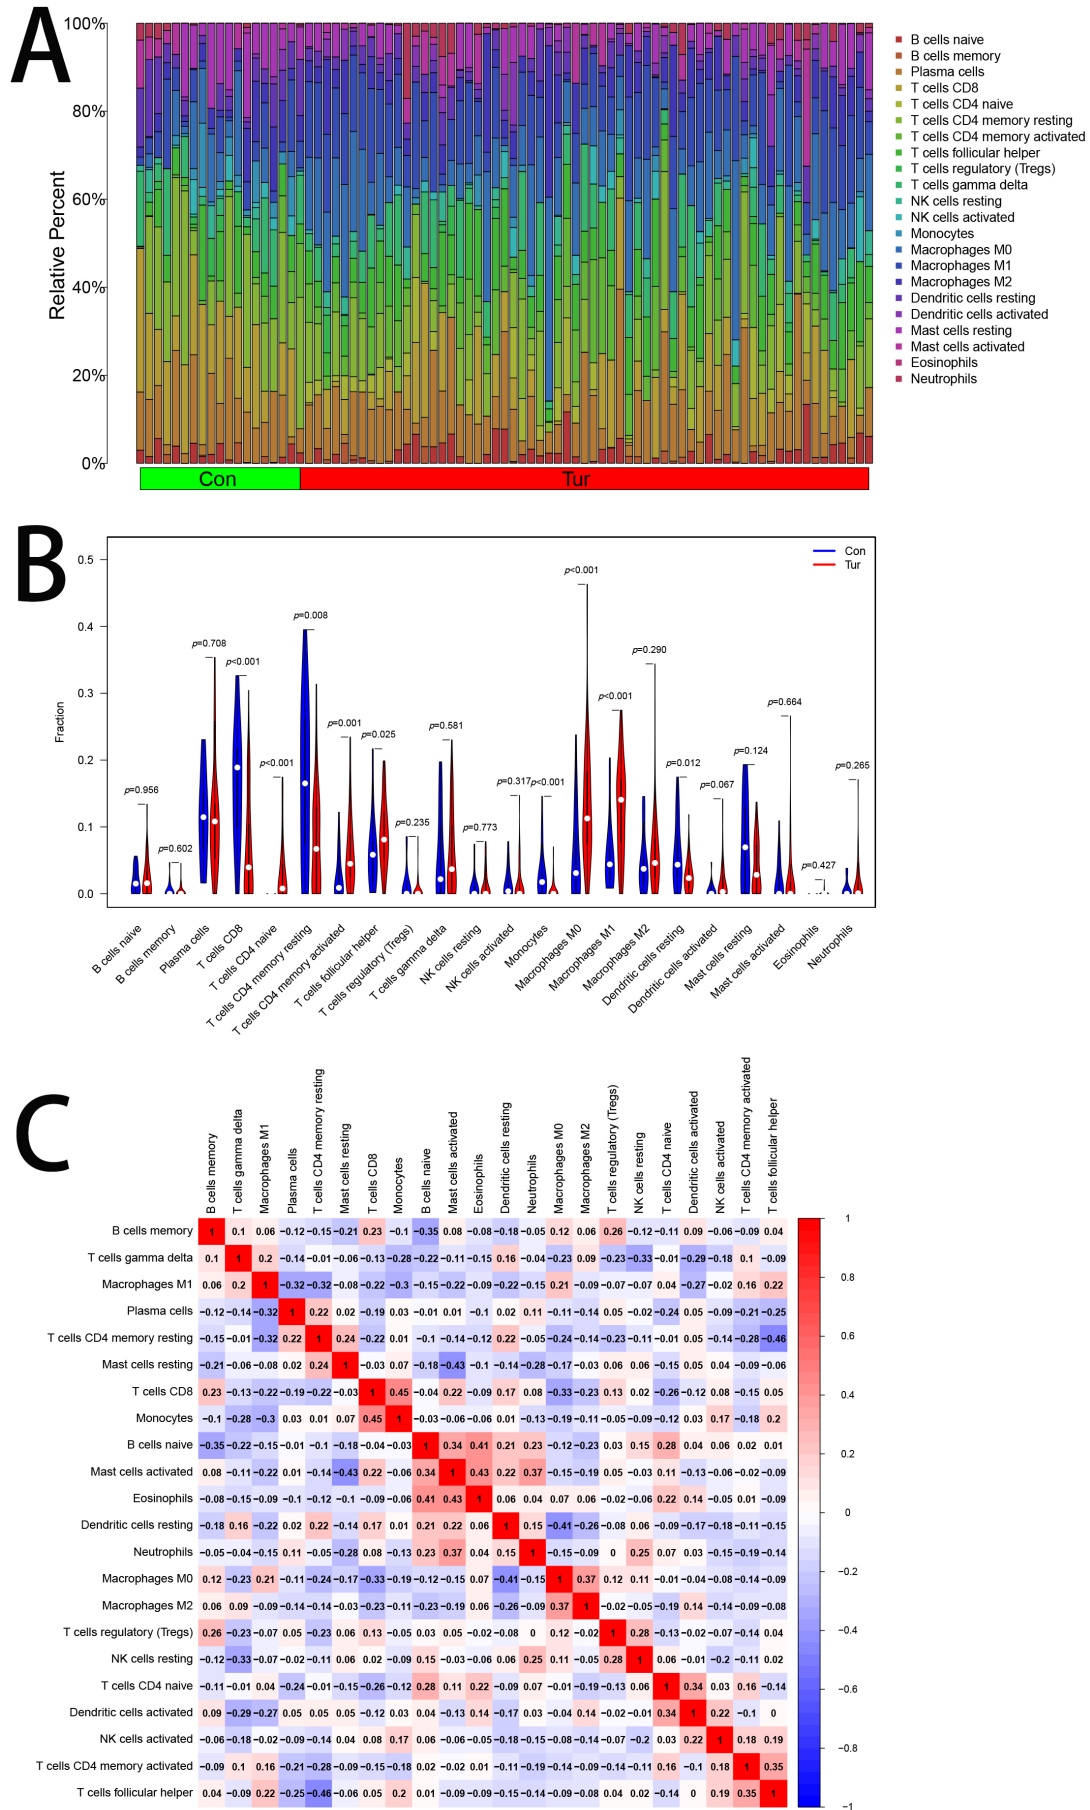 A
100%
80%
60%
40%
20%
0%
Relative Percent
Con
Tur
B cells naive
B cells memory
Plasma cells
T cells CD8
T cells CD4 naive
T cells CD4 memory resting
T cells CD4 memory activated
T cells follicular helper
T cells regulatory (Tregs)
T cells gamma delta
NK cells resting
NK cells activated
Monocytes
Macrophages M0
Macrophages M1
Macrophages M2
Dendritic cells resting
Dendritic cells activated
Mast cells resting
Mast cells activated
Eosinophils
Neutrophils
B
Con
Tur
0.5
0.4
0.3
0.2
0.1
0.0
Fraction
p=0.956
p=0.602
p=0.708
p<0.001
p<0.001
p=0.008
p=0.001
p=0.025
p=0.235
p=0.581
p=0.773
p=0.317
p<0.001
p<0.001
p<0.001
p=0.290
p=0.012
p=0.067
p=0.124
p=0.664
p=0.427
p=0.265
B cells naive
B cells memory
Plasma cells
T cells CD8
T cells CD4 naive
T cells CD4 memory resting
T cells CD4 memory activated
T cells follicular helper
T cells regulatory (Tregs)
T cells gamma delta
NK cells resting
NK cells activated
Monocytes
Macrophages M0
Macrophages M1
Macrophages M2
Dendritic cells resting
Dendritic cells activated
Mast cells resting
Mast cells activated
Eosinophils
Neutrophils
C
B cells memory
T cells gamma delta
Macrophages M1
Plasma cells
T cells CD4 memory resting
Mast cells resting
T cells CD8
Monocytes
B cells naive
Mast cells activated
Eosinophils
Dendritic cells resting
Neutrophils
Macrophages M0
Macrophages M2
T cells regulatory (Tregs)
NK cells resting
T cells CD4 naive
Dendritic cells activated
NK cells activated
T cells CD4 memory activated
T cells follicular helper
B cells memory 1 0.1 0.06 −0.12 −0.15 −0.21 0.23 −0.1 −0.35 0.08 −0.08 −0.18 −0.05 0.12 0.06 0.26 −0.12 −0.11 0.09 −0.06 −0.09 0.04
T cells gamma delta 0.1 1 0.2 −0.14 −0.01 −0.06 −0.13 −0.28 −0.22 −0.11 −0.15 0.16 −0.04 −0.23 0.09 −0.23 −0.33 −0.01 −0.29 −0.18 0.1 −0.09
Macrophages M1 0.06 0.2 1 −0.32 −0.32 −0.08 −0.22 −0.3 −0.15 −0.22 −0.09 −0.22 −0.15 0.21 −0.09 −0.07 −0.07 0.04 −0.27 −0.02 0.16 0.22
Plasma cells −0.12 −0.14 −0.32 1 0.22 0.02 −0.19 0.03 −0.01 0.01 −0.1 0.02 0.11 −0.11 −0.14 0.05 −0.02 −0.24 0.05 −0.09 −0.21 −0.25
T cells CD4 memory resting −0.15 −0.01 −0.32 0.22 1 0.24 −0.22 0.01 −0.1 −0.14 −0.12 0.22 −0.05 −0.24 −0.14 −0.23 −0.11 −0.01 0.05 −0.14 −0.28 −0.46
Mast cells resting −0.21 −0.06 −0.08 0.02 0.24 1 −0.03 0.07 −0.18 −0.43 −0.1 −0.14 −0.28 −0.17 −0.03 0.06 0.06 −0.15 0.05 0.04 −0.09 −0.06
T cells CD8 0.23 −0.13 −0.22 −0.19 −0.22 −0.03 1 0.45 −0.04 0.22 −0.09 0.17 0.08 −0.33 −0.23 0.13 0.02 −0.26 −0.12 0.08 −0.15 0.05
Monocytes −0.1 −0.28 −0.3 0.03 0.01 0.07 0.45 1 −0.03 −0.06 −0.06 0.01 −0.13 −0.19 −0.11 −0.05 −0.09 −0.12 0.03 0.17 −0.18 0.2
B cells naive −0.35 −0.22 −0.15 −0.01 −0.1 −0.18 −0.04 −0.03 1 0.34 0.41 0.21 0.23 −0.12 −0.23 0.03 0.15 0.28 0.04 0.06 0.02 0.01
Mast cells activated 0.08 −0.11 −0.22 0.01 −0.14 −0.43 0.22 −0.06 0.34 1 0.43 0.22 0.37 −0.15 −0.19 0.05 −0.03 0.11 −0.13 −0.06 −0.02 −0.09
Eosinophils −0.08 −0.15 −0.09 −0.1 −0.12 −0.1 −0.09 −0.06 0.41 0.43 1 0.06 0.04 0.07 0.06 −0.02 −0.06 0.22 0.14 −0.05 0.01 −0.09
Dendritic cells resting −0.18 0.16 −0.22 0.02 0.22 −0.14 0.17 0.01 0.21 0.22 0.06 1 0.15 −0.41 −0.26 −0.08 0.06 −0.09 −0.17 −0.18 −0.11 −0.15
Neutrophils −0.05 −0.04 −0.15 0.11 −0.05 −0.28 0.08 −0.13 0.23 0.37 0.04 0.15 1 −0.15 −0.09 0 0.25 0.07 0.03 −0.15 −0.19 −0.14
Macrophages M0 0.12 −0.23 0.21 −0.11 −0.24 −0.17 −0.33 −0.19 −0.12 −0.15 0.07 −0.41 −0.15 1 0.37 0.12 0.11 −0.01 −0.04 −0.08 −0.14 −0.09
Macrophages M2 0.06 0.09 −0.09 −0.14 −0.14 −0.03 −0.23 −0.11 −0.23 −0.19 0.06 −0.26 −0.09 0.37 1 −0.02 −0.05 −0.19 0.14 −0.14 −0.09 −0.08
T cells regulatory (Tregs) 0.26 −0.23 −0.07 0.05 −0.23 0.06 0.13 −0.05 0.03 0.05 −0.02 −0.08 0 0.12 −0.02 1 0.28 −0.13 −0.02 −0.07 −0.14 0.04
NK cells resting −0.12 −0.33 −0.07 −0.02 −0.11 0.06 0.02 −0.09 0.15 −0.03 −0.06 0.06 0.25 0.11 −0.05 0.28 1 0.06 −0.01 −0.2 −0.11 0.02
T cells CD4 naive −0.11 −0.01 0.04 −0.24 −0.01 −0.15 −0.26 −0.12 0.28 0.11 0.22 −0.09 0.07 −0.01 −0.19 −0.13 0.06 1 0.34 0.03 0.16 −0.14
Dendritic cells activated 0.09 −0.29 −0.27 0.05 0.05 0.05 −0.12 0.03 0.04 −0.13 0.14 −0.17 0.03 −0.04 0.14 −0.02 −0.01 0.34 1 0.22 −0.1 0
NK cells activated −0.06 −0.18 −0.02 −0.09 −0.14 0.04 0.08 0.17 0.06 −0.06 −0.05 −0.18 −0.15 −0.08 −0.14 −0.07 −0.2 0.03 0.22 1 0.18 0.19
T cells CD4 memory activated −0.09 0.1 0.16 −0.21 −0.28 −0.09 −0.15 −0.18 0.02 −0.02 0.01 −0.11 −0.19 −0.14 −0.09 −0.14 −0.11 0.16 −0.1 0.18 1 0.35
T cells follicular helper 0.04 −0.09 0.22 −0.25 −0.46 −0.06 0.05 0.2 0.01 −0.09 −0.09 −0.15 −0.14 −0.09 −0.08 0.04 0.02 −0.14 0 0.19 0.35 1
1
0.8
0.6
0.4
0.2
0
−0.2
−0.4
−0.6
−0.8
−1